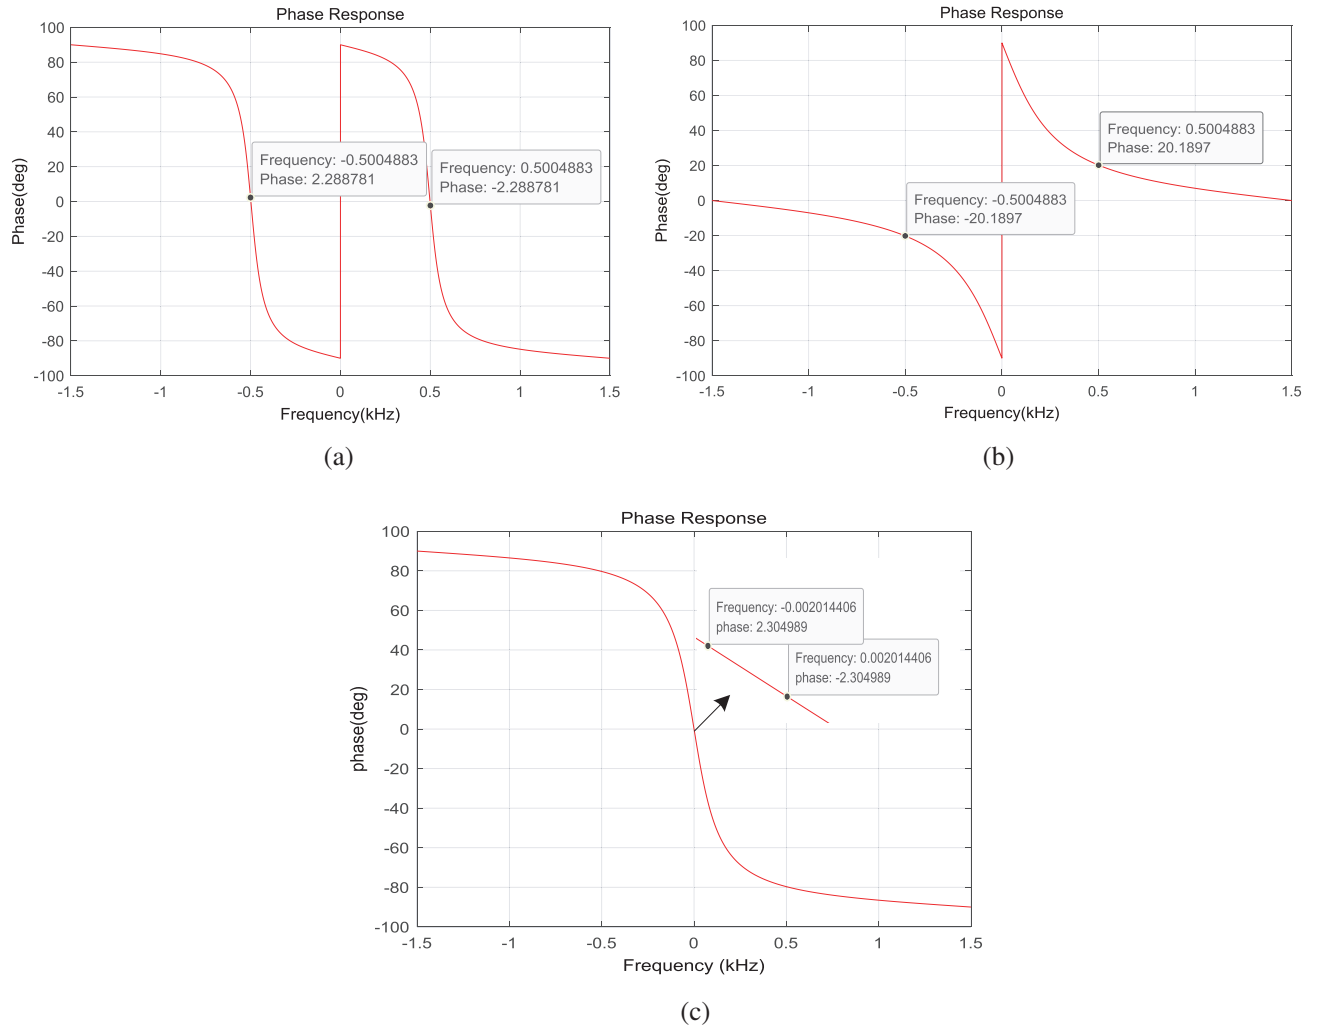 Phase Response
100
80
60
40
20
0
-20
-40
-60
-80
-100
Phase(deg)
Frequency: -0.5004883
Phase: 2.288781
Frequency: 0.5004883
Phase: -2.288781
-1.5 -1 -0.5 0 0.5 1 1.5
Frequency(kHz)
(a)
Phase Response
100
80
60
40
20
0
-20
-40
-60
-80
-100
Phase(deg)
Frequency: 0.5004883
Phase: 20.1897
Frequency: -0.5004883
Phase: -20.1897
-1.5 -1 -0.5 0 0.5 1 1.5
Frequency(kHz)
(b)
Phase Response
100
80
60
40
20
0
-20
-40
-60
-80
-100
phase(deg)
Frequency: -0.002014406
phase: 2.304989
Frequency: 0.002014406
phase: -2.304989
-1.5 -1 -0.5 0 0.5 1 1.5
Frequency (kHz)
(c)